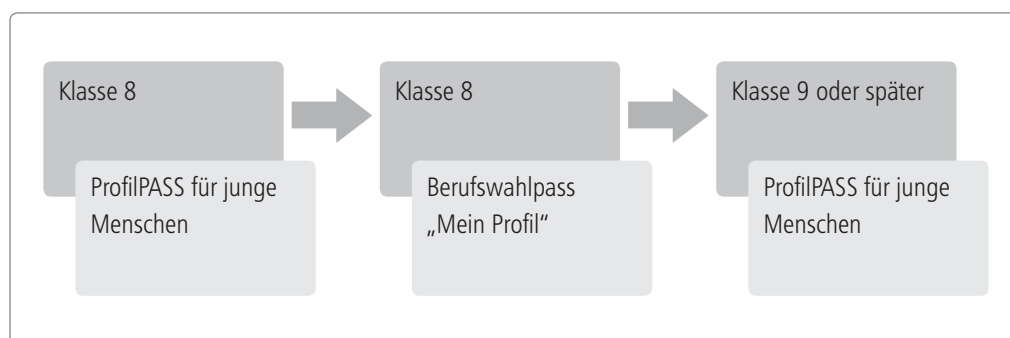 Klasse 8
ProfilPASS für junge
Menschen
Klasse 8
Berufswahlpass
„Mein Profil“
Klasse 9 oder später
ProfilPASS für junge
Menschen